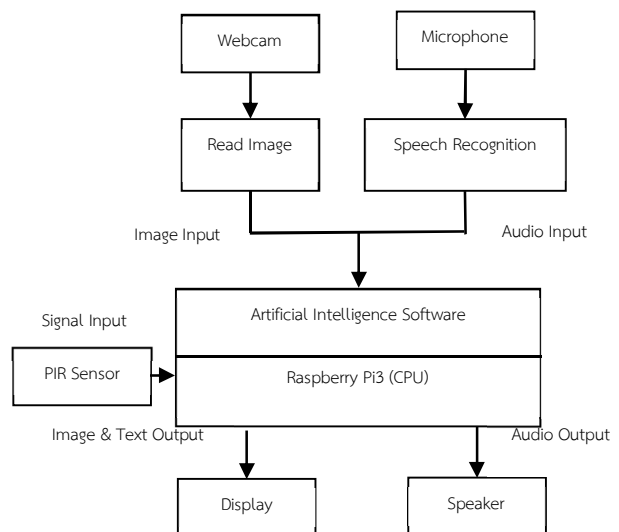 Webcam
Microphone
Read Image
Speech Recognition
Image Input
Audio Input
Artificial Intelligence Software
Signal Input
PIR Sensor
Raspberry Pi3 (CPU)
Image & Text Output
Audio Output
Display
Speaker